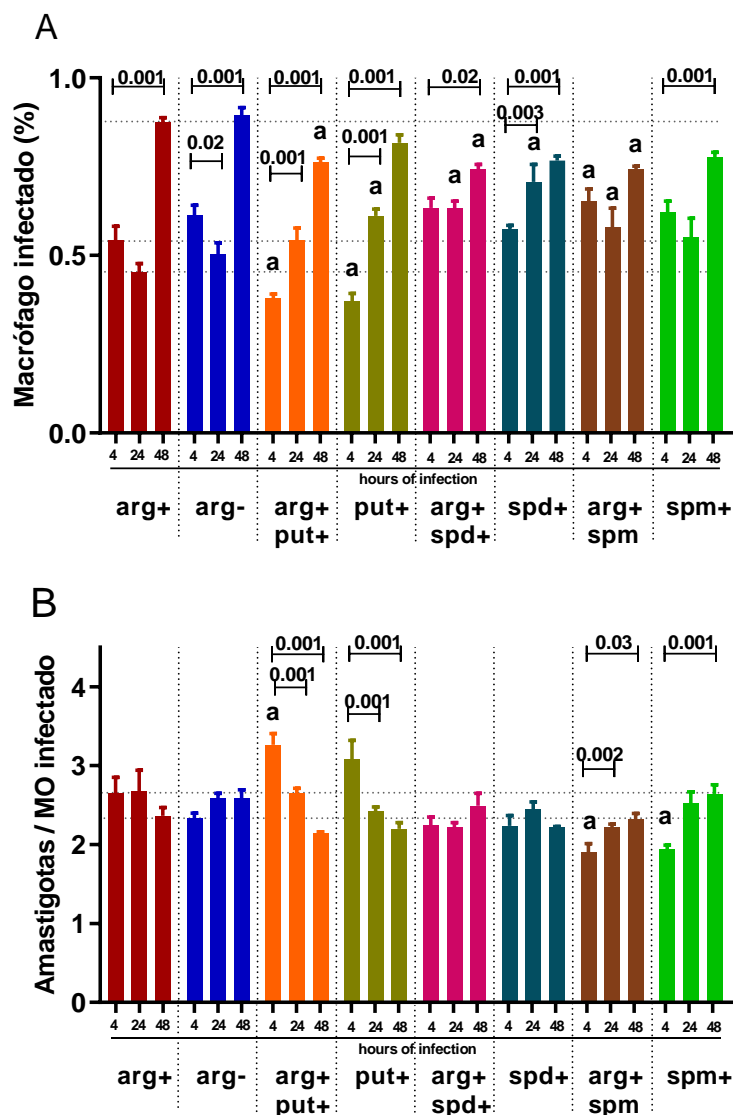 A
0.001 0.001 0.001 0.001 0.02 0.001 0.001
1.0
0.003
0.02 a 0.001
0.001 a a a a
a
a a
0.5
a a
0.0
Macrófago infectado (%)
4 24 48 4 24 48 4 24 48 4 24 48 4 24 48 4 24 48 4 24 48 4 24 48
hours of infection
arg+ arg- arg+ put+ arg+ spd+ arg+ spm+
put+ spd+ spm
B
0.001 0.001 0.03 0.001
0.001
4
a 0.001
0.002
3
a a
2
1
0
Amastigotas / MO infectado
4 24 48 4 24 48 4 24 48 4 24 48 4 24 48 4 24 48 4 24 48 4 24 48
hours of infection
arg+ arg- arg+ put+ arg+ spd+ arg+ spm+
put+ spd+ spm